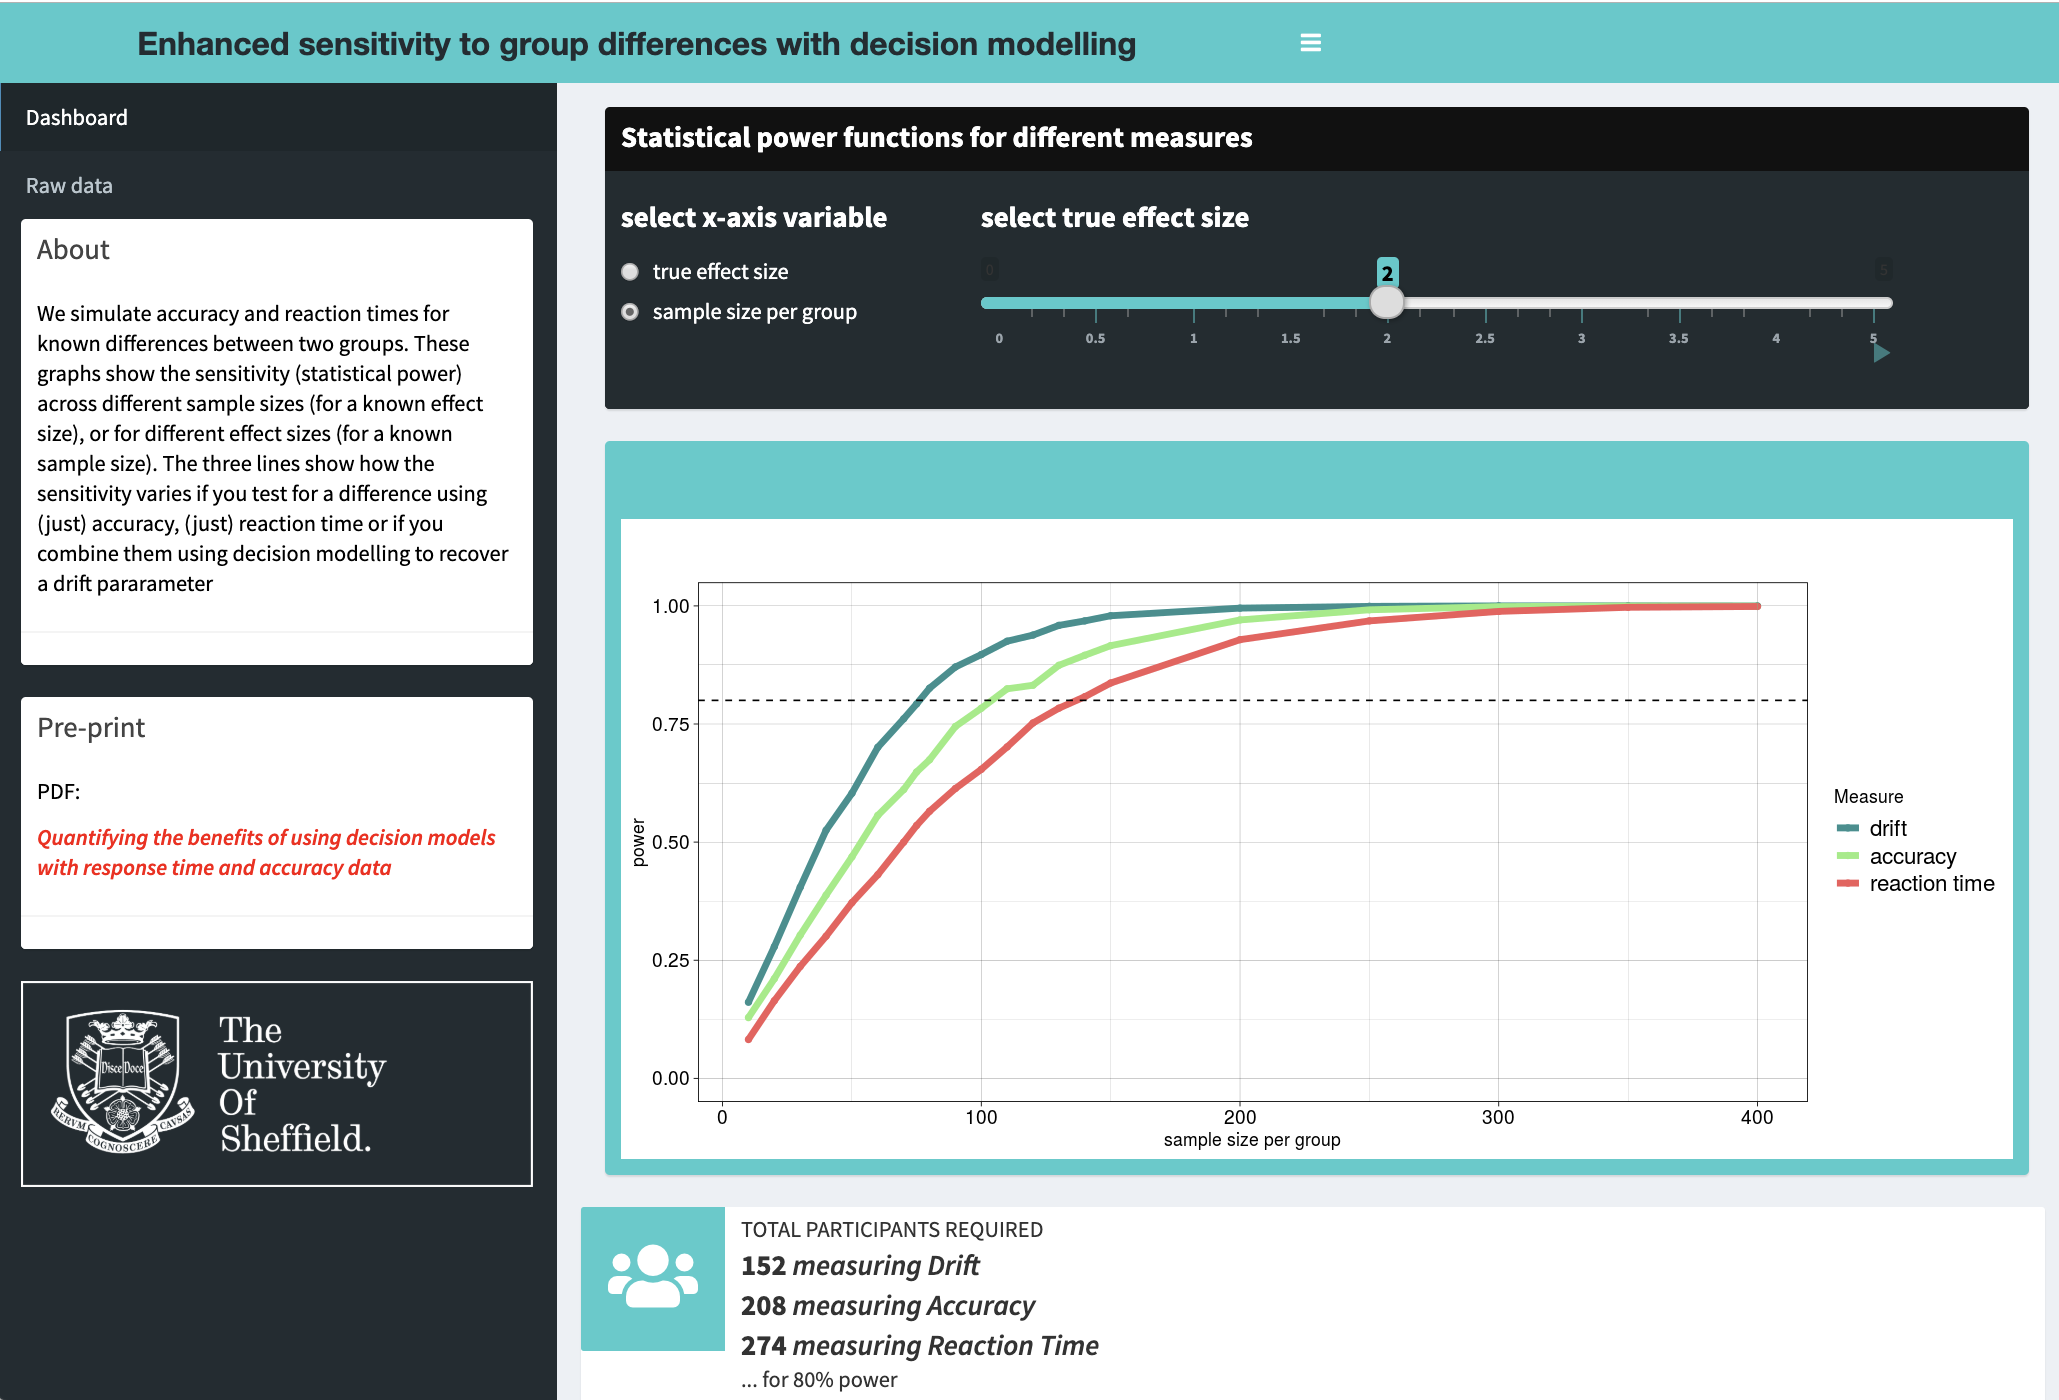 Enhanced sensitivity to group differences with decision modelling
Dashboard
Raw data
About
We simulate accuracy and reaction times for
known differences between two groups. These
graphs show the sensitivity (statistical power)
across different sample sizes (for a known effect
size), or for different effect sizes (for a known
sample size). The three lines show how the
sensitivity varies if you test for a difference using
(just) accuracy, (just) reaction time or if you
combine them using decision modelling to recover
a drift pararameter
Pre-print
PDF:
Quantifying the benefits of using decision models
with response time and accuracy data
Disce Doce
RERVM COGNOSCERE CAVSAS
The
University
Of
Sheffield.
Statistical power functions for different measures
select x-axis variable
true effect size
sample size per group
select true effect size
0 2 5
0 0.5 1 1.5 2 2.5 3 3.5 4 5
1.00
0.75
0.50
0.25
0.00
power
0 100 200 300 400
sample size per group
Measure
drift
accuracy
reaction time
TOTAL PARTICIPANTS REQUIRED
152 measuring Drift
208 measuring Accuracy
274 measuring Reaction Time
... for 80% power